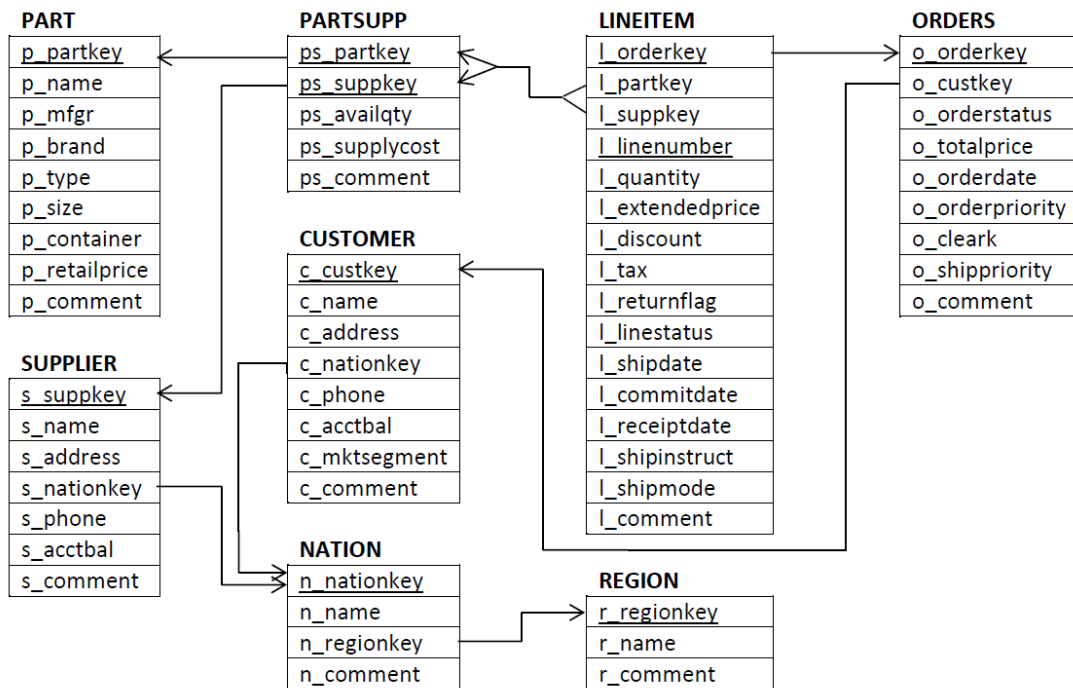 PART
p_partkey
p_name
p_mfgr
p_brand
p_type
p_size
p_container
p_retailprice
p_comment
SUPPLIER
s_suppkey
s_name
s_address
s_nationkey
s_phone
s_acctbal
s_comment
PARTSUPP
ps_partkey
ps_suppkey
ps_availqty
ps_supplycost
ps_comment
CUSTOMER
c_custkey
c_name
c_address
c_nationkey
c_phone
c_acctbal
c_mktsegment
c_comment
NATION
n_nationkey
n_name
n_regionkey
n_comment
LINEITEM
l_orderkey
l_partkey
l_suppkey
l_linenumber
l_quantity
l_extendedprice
l_discount
l_tax
l_returnflag
l_linestatus
l_shipdate
l_commitdate
l_receiptdate
l_shipinstruct
l_shipmode
l_comment
REGION
r_regionkey
r_name
r_comment
ORDERS
o_orderkey
o_custkey
o_orderstatus
o_totalprice
o_orderdate
o_orderpriority
o_cleark
o_shippriority
o_comment